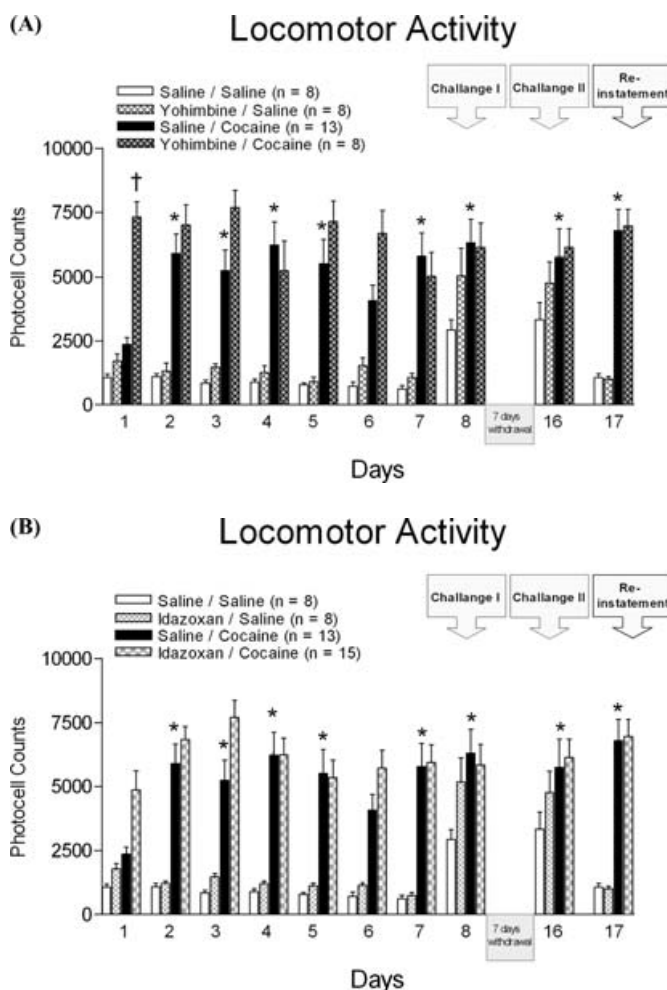 (A)
Locomotor Activity
Saline / Saline (n = 8)
Yohimbine / Saline (n = 8)
Saline / Cocaine (n = 13)
Yohimbine / Cocaine (n = 8)
Challange I
Challange II
Re-
instatement
10000
7500
5000
2500
0
Photocell Counts
†
*
*
*
*
*
*
*
*
1 2 3 4 5 6 7 8 7 days withdrawal 16 17
Days
(B)
Locomotor Activity
Saline / Saline (n = 8)
Idazoxan / Saline (n = 8)
Saline / Cocaine (n = 13)
Idazoxan / Cocaine (n = 15)
Challange I
Challange II
Re-
instatement
10000
7500
5000
2500
0
Photocell Counts
*
*
*
*
*
*
*
*
1 2 3 4 5 6 7 8 7 days withdrawal 16 17
Days